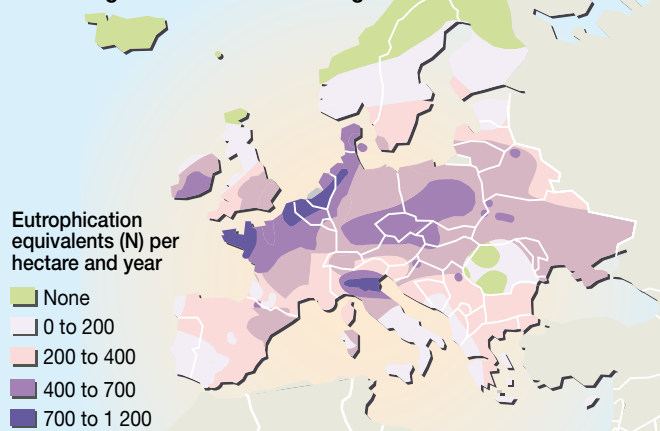 Eutrophication
equivalents (N) per
hectare and year
None
0 to 200
200 to 400
400 to 700
700 to 1 200